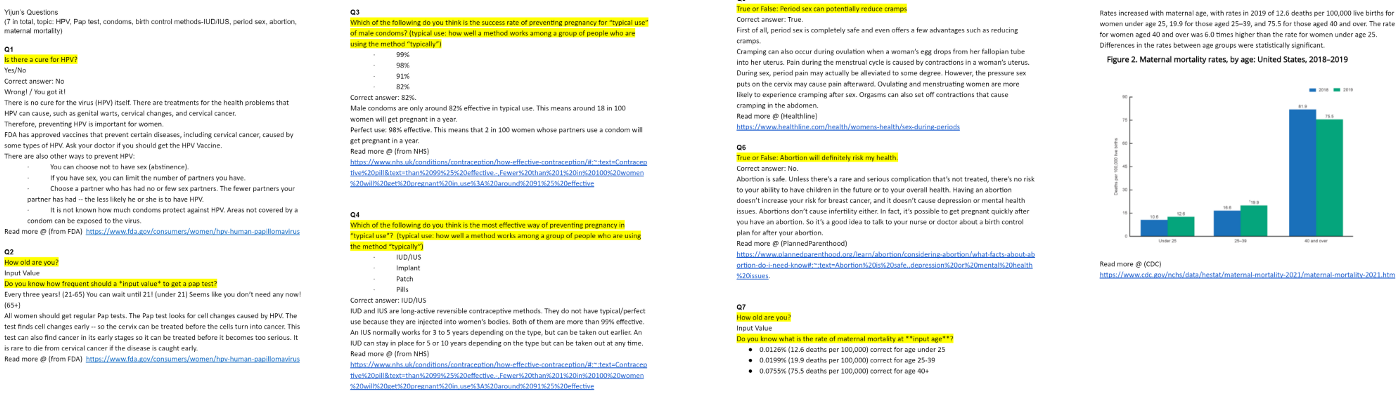 Yijun's Questions
(7 in total, topic: HPV, Pap test, condoms, birth control methods-IUD/IUS, period sex, abortion,
maternal mortality)
Q1
Is there a cure for HPV?
Yes/No
Correct answer: No
Wrong! / You got it!
There is no cure for the virus (HPV) itself. There are treatments for the health problems that
HPV can cause, such as genital warts, cervical changes, and cervical cancer.
Therefore, preventing HPV is important for women.
FDA has approved vaccines that prevent certain diseases, including cervical cancer, caused by
some types of HPV. Ask your doctor if you should get the HPV Vaccine.
There are also other ways to prevent HPV:
· You can choose not to have sex (abstinence).
· If you have sex, you can limit the number of partners you have.
· Choose a partner who has had no or few sex partners. The fewer partners your
partner has had -- the less likely he or she is to have HPV.
· It is not known how much condoms protect against HPV. Areas not covered by a
condom can be exposed to the virus.
Read more @ (from FDA) https://www.fda.gov/consumers/women/hpv-human-papillomavirus
Q2
How old are you?
Input Value
Do you know how frequent should a *input value* to get a pap test?
Every three years! (21-65) You can wait until 21! (under 21) Seems like you don't need any now!
(65+)
All women should get regular Pap tests. The Pap test looks for cell changes caused by HPV. The
test finds cell changes early -- so the cervix can be treated before the cells turn into cancer. This
test can also find cancer in its early stages so it can be treated before it becomes too serious. It
is rare to die from cervical cancer if the disease is caught early.
Read more @ (from FDA) https://www.fda.gov/consumers/women/hpv-human-papillomavirus
Q3
Which of the following do you think is the success rate of preventing pregnancy for "typical use"
of male condoms? (typical use: how well a method works among a group of people who are
using the method "typically")
· 99%
· 98%
· 91%
· 82%
Correct answer: 82%.
Male condoms are only around 82% effective in typical use. This means around 18 in 100
women will get pregnant in a year.
Perfect use: 98% effective. This means that 2 in 100 women whose partners use a condom will
get pregnant in a year.
Read more @ (from NHS)
https://www.nhs.uk/conditions/contraception/how-effective-contraception/#:~:text=Contracep
tive%20pill&text=than%2099%25%20effective.-,Fewer%20than%201%20in%20100%20women
%20will%20get%20pregnant%20in,use%3A%20around%2091%25%20effective
Q4
Which of the following do you think is the most effective way of preventing pregnancy in
"typical use"? (typical use: how well a method works among a group of people who are using
the method "typically")
· IUD/IUS
· Implant
· Patch
· Pills
Correct answer: IUD/IUS
IUD and IUS are long-active reversible contraceptive methods. They do not have typical/perfect
use because they are injected into women's bodies. Both of them are more than 99% effective.
An IUS normally works for 3 to 5 years depending on the type, but can be taken out earlier. An
IUD can stay in place for 5 or 10 years depending on the type but can be taken out at any time.
Read more @ (from NHS)
https://www.nhs.uk/conditions/contraception/how-effective-contraception/#:~:text=Contracep
tive%20pill&text=than%2099%25%20effective.-,Fewer%20than%201%20in%20100%20women
%20will%20get%20pregnant%20in,use%3A%20around%2091%25%20effective
True or False: Period sex can potentially reduce cramps
Correct answer: True.
First of all, period sex is completely safe and even offers a few advantages such as reducing
cramps.
Cramping can also occur during ovulation when a woman's egg drops from her fallopian tube
into her uterus. Pain during the menstrual cycle is caused by contractions in a woman's uterus.
During sex, period pain may actually be alleviated to some degree. However, the pressure sex
puts on the cervix may cause pain afterward. Ovulating and menstruating women are more
likely to experience cramping after sex. Orgasms can also set off contractions that cause
cramping in the abdomen.
Read more @ (Healthline)
https://www.healthline.com/health/womens-health/sex-during-periods
Q6
True or False: Abortion will definitely risk my health.
Correct answer: No.
Abortion is safe. Unless there's a rare and serious complication that's not treated, there's no risk
to your ability to have children in the future or to your overall health. Having an abortion
doesn't increase your risk for breast cancer, and it doesn't cause depression or mental health
issues. Abortions don't cause infertility either. In fact, it's possible to get pregnant quickly after
you have an abortion. So it's a good idea to talk to your nurse or doctor about a birth control
plan for after your abortion.
Read more @ (PlannedParenthood)
https://www.plannedparenthood.org/learn/abortion/considering-abortion/what-facts-about-ab
ortion-do-i-need-know#:~:text=Abortion%20is%20safe.,depression%20or%20mental%20health
%20issues.
Q7
How old are you?
Input Value
Do you know what is the rate of maternal mortality at **input age**?
● 0.0126% (12.6 deaths per 100,000) correct for age under 25
● 0.0199% (19.9 deaths per 100,000) correct for age 25-39
● 0.0755% (75.5 deaths per 100,000) correct for age 40+
Rates increased with maternal age, with rates in 2019 of 12.6 deaths per 100,000 live births for
women under age 25, 19.9 for those aged 25–39, and 75.5 for those aged 40 and over. The rate
for women aged 40 and over was 6.0 times higher than the rate for women under age 25.
Differences in the rates between age groups were statistically significant.
Figure 2. Maternal mortality rates, by age: United States, 2018–2019
2018 2019
Deaths per 100,000 live births
90
75
60
45
30
15
0
10.6 12.6
16.6 19.9
81.9 75.5
Under 25 25–39 40 and over
Read more @ (CDC)
https://www.cdc.gov/nchs/data/hestat/maternal-mortality-2021/maternal-mortality-2021.htm